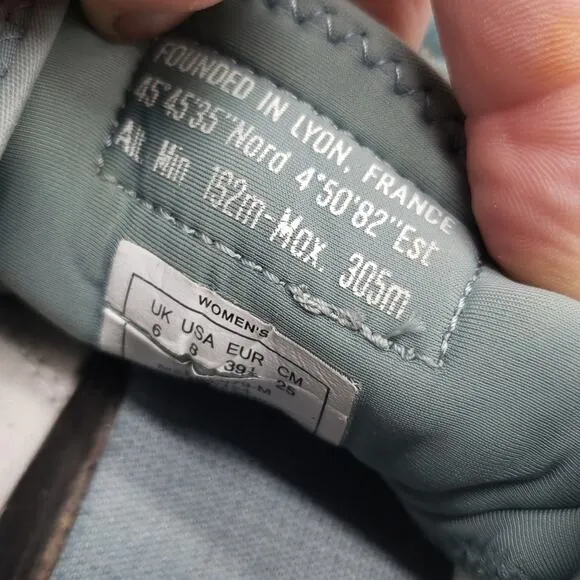 FOUNDED IN LYON, FRANCE
45°45'35"Nord 4°50'82"Est
Alt. Min 162m-Max. 305m
WOMEN'S
UK USA EUR CM
6 8 39½ 25